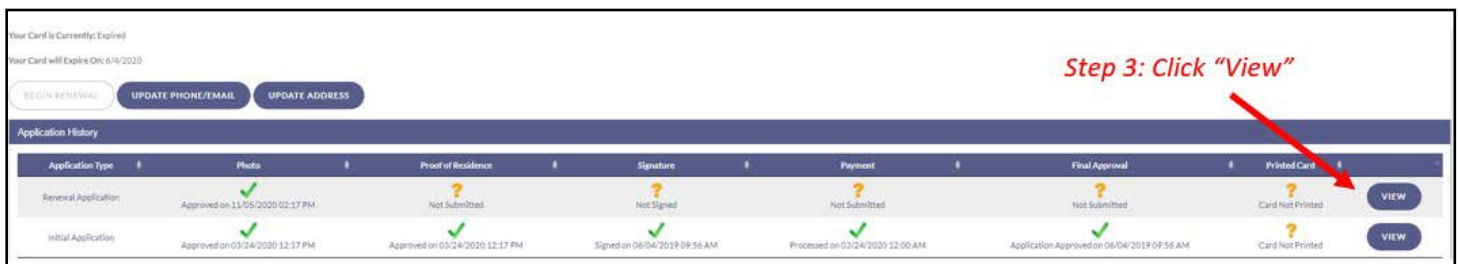 Your Card is Currently: Expired
Step 3: Click “View”
Your Card will Expire On: 6/4/2020
BEGIN RENEWAL UPDATE PHONE/EMAIL UPDATE ADDRESS
Application History
Application Type Photo Proof of Residence Signature Payment Final Approval Printed Card
Renewal Application Approved on 11/05/2020 02:17 PM Not Submitted Not Signed Not Submitted Not Submitted Card Not Printed VIEW
Initial Application Approved on 03/24/2020 12:17 PM Approved on 03/24/2020 12:17 PM Signed on 06/04/2019 09:56 AM Processed on 03/24/2020 12:00 AM Application Approved on 06/04/2019 09:56 AM Card Not Printed VIEW